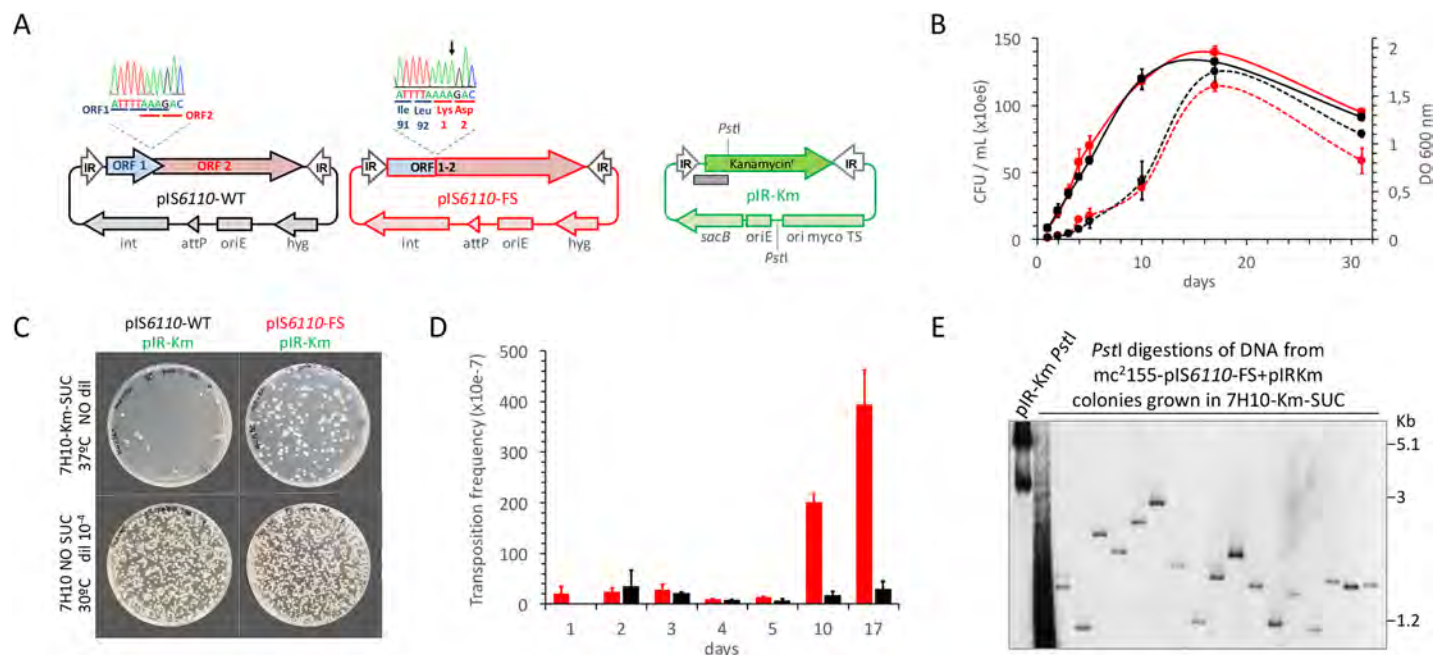 A
ATTTTAAAGAC
ORF1
ORF2
ATTTTAAAAGAC
Ile Leu Lys Asp
91 92 1 2
IR
ORF 1
ORF 2
IR
pIS6110-WT
int
attP
oriE
hyg
IR
ORF 1-2
IR
pIS6110-FS
int
attP
oriE
hyg
PstI
IR
Kanamycinʳ
IR
pIR-Km
sacB
oriE
ori myco TS
PstI
B
CFU / mL (x10e6)
150
120
90
60
30
0
DO 600 nm
2
1,5
1
0,5
0
0 10 20 30
days
C
pIS6110-WT
pIR-Km
pIS6110-FS
pIR-Km
7H10-Km-SUC
37ºC NO dil
7H10 NO SUC
30ºC dil 10⁻⁴
D
Transposition frequency (x10e-7)
500
400
300
200
100
0
1 2 3 4 5 10 17
days
E
pIR-Km PstI
PstI digestions of DNA from
mc²155-pIS6110-FS+pIRKm
colonies grown in 7H10-Km-SUC
Kb
-5.1
-3
-1.2